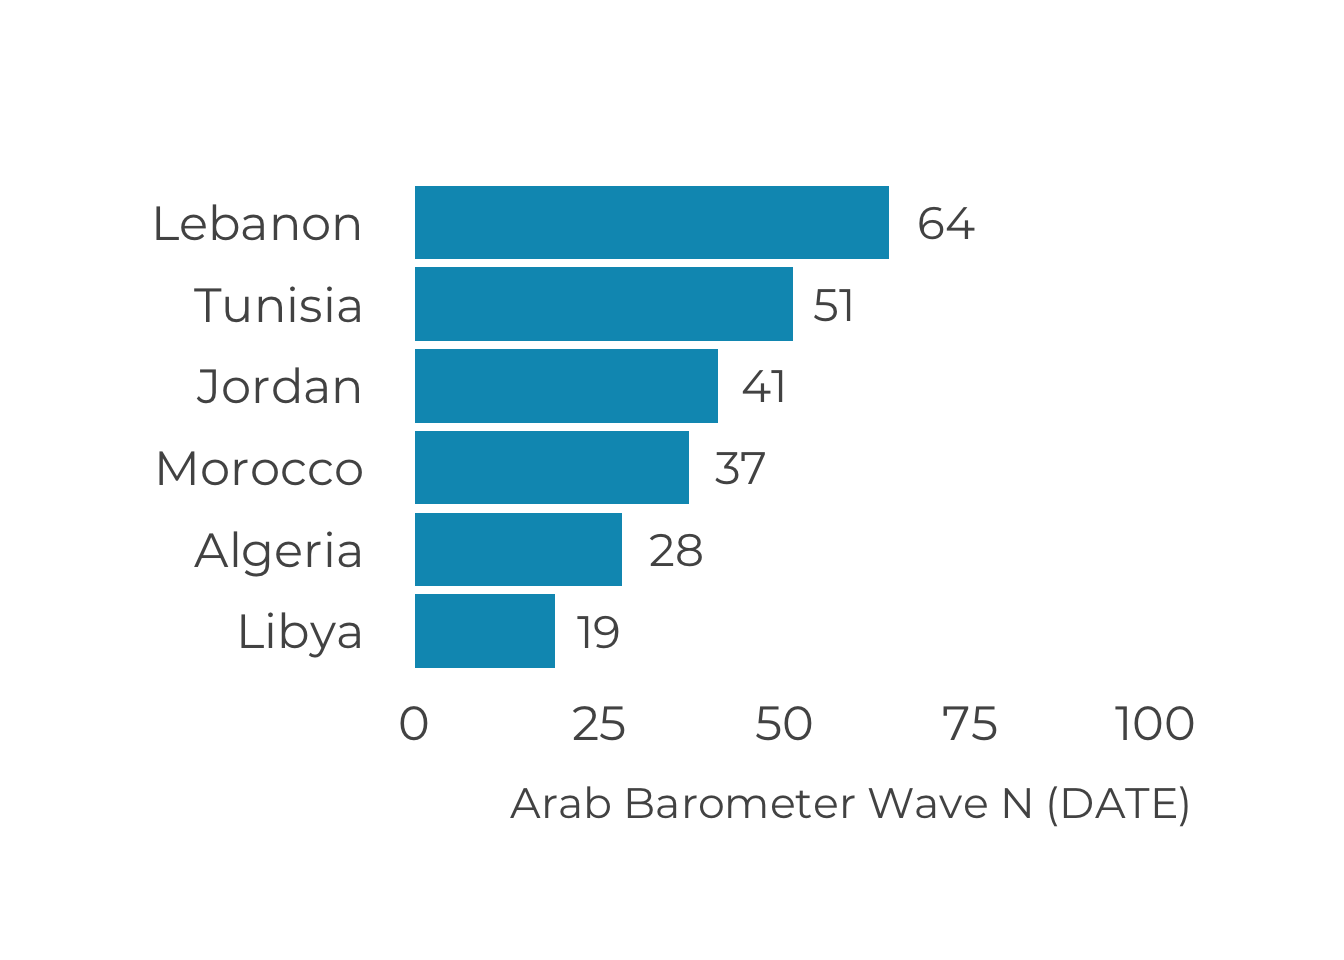 Lebanon 64
Tunisia 51
Jordan 41
Morocco 37
Algeria 28
Libya 19
0 25 50 75 100
Arab Barometer Wave N (DATE)